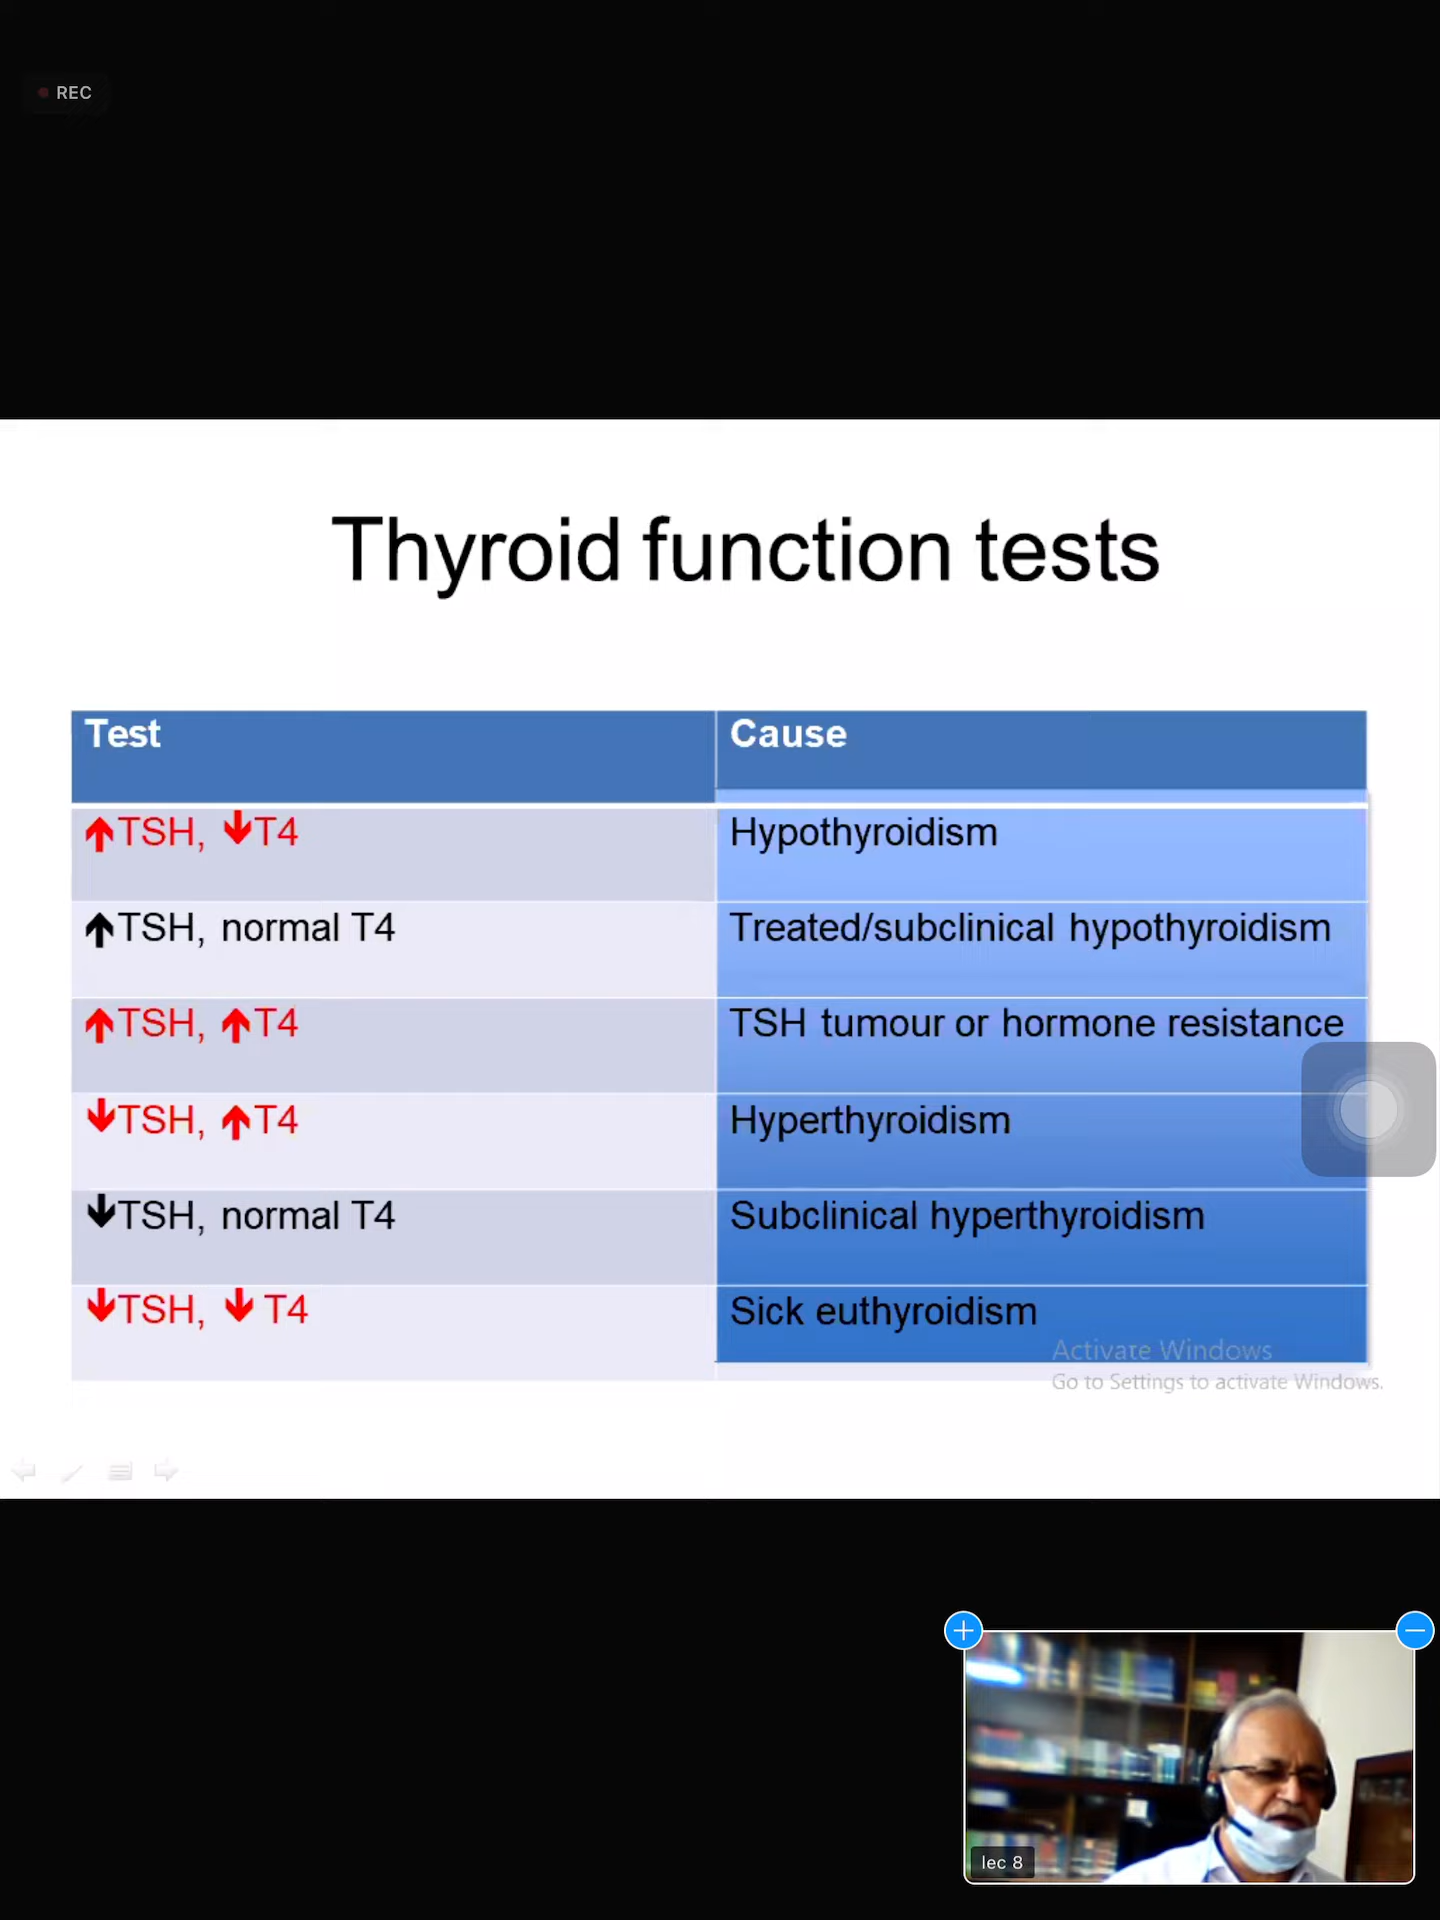 REC
Thyroid function tests
Test Cause
↑TSH, ↓T4 Hypothyroidism
↑TSH, normal T4 Treated/subclinical hypothyroidism
↑TSH, ↑T4 TSH tumour or hormone resistance
↓TSH, ↑T4 Hyperthyroidism
↓TSH, normal T4 Subclinical hyperthyroidism
↓TSH, ↓ T4 Sick euthyroidism
Activate Windows
Go to Settings to activate Windows.
lec 8